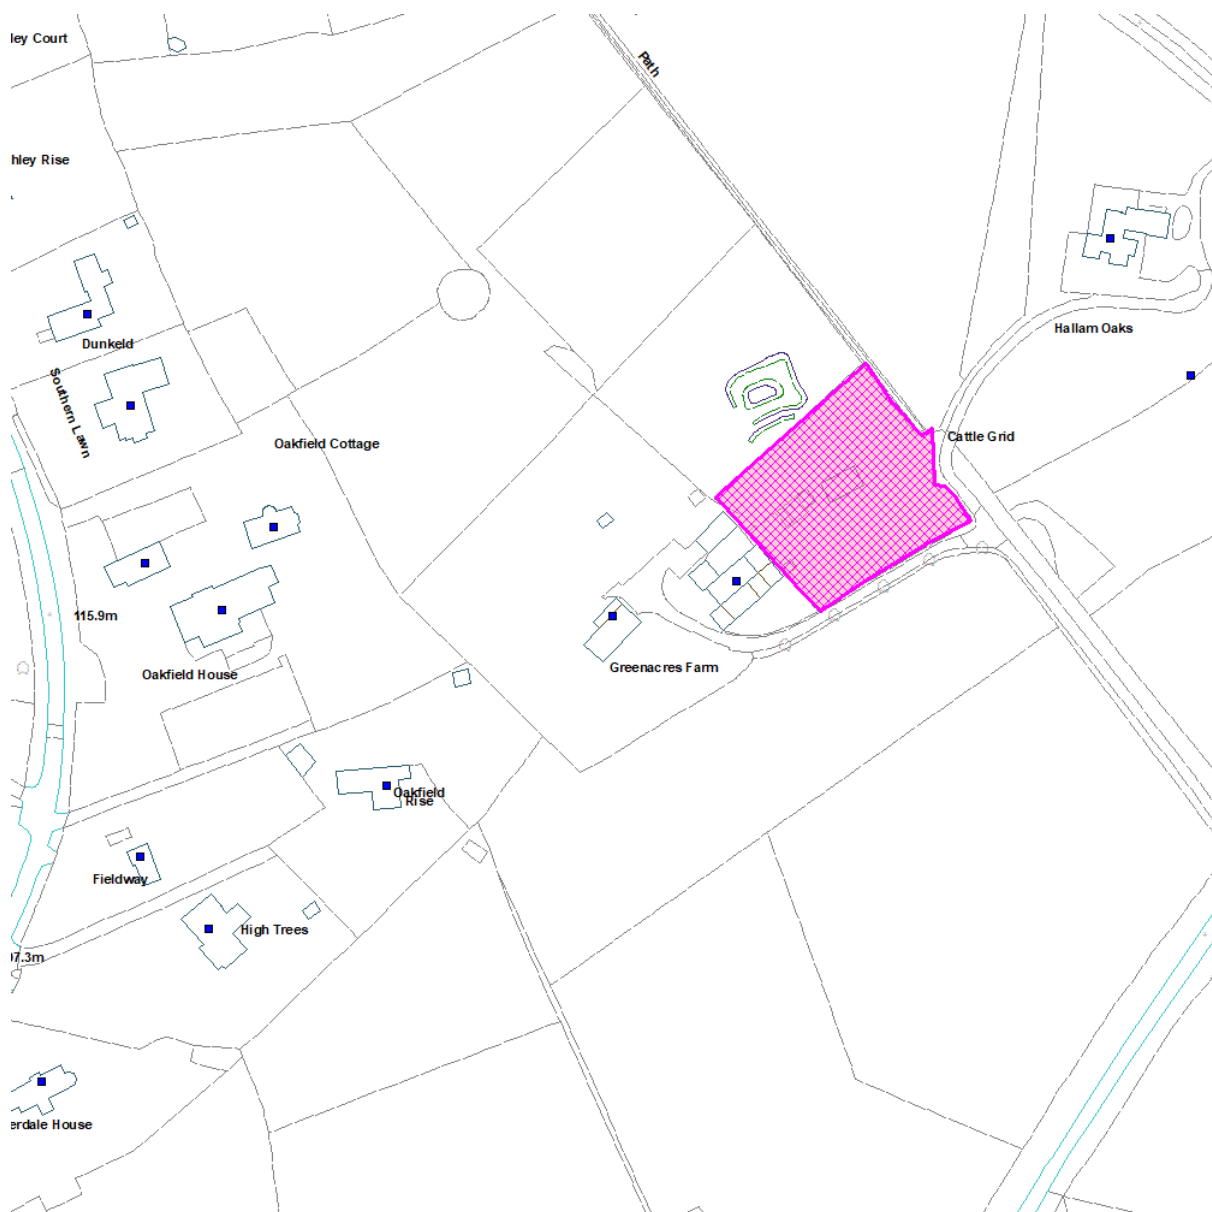 ley Court
Path
hley Rise
Hallam Oaks
Dunkeld
Southern Lawn
Cattle Grid
Oakfield Cottage
115.9m
Greenacres Farm
Oakfield House
Oakfield
Rise
Fieldway
High Trees
7.3m
erdale House